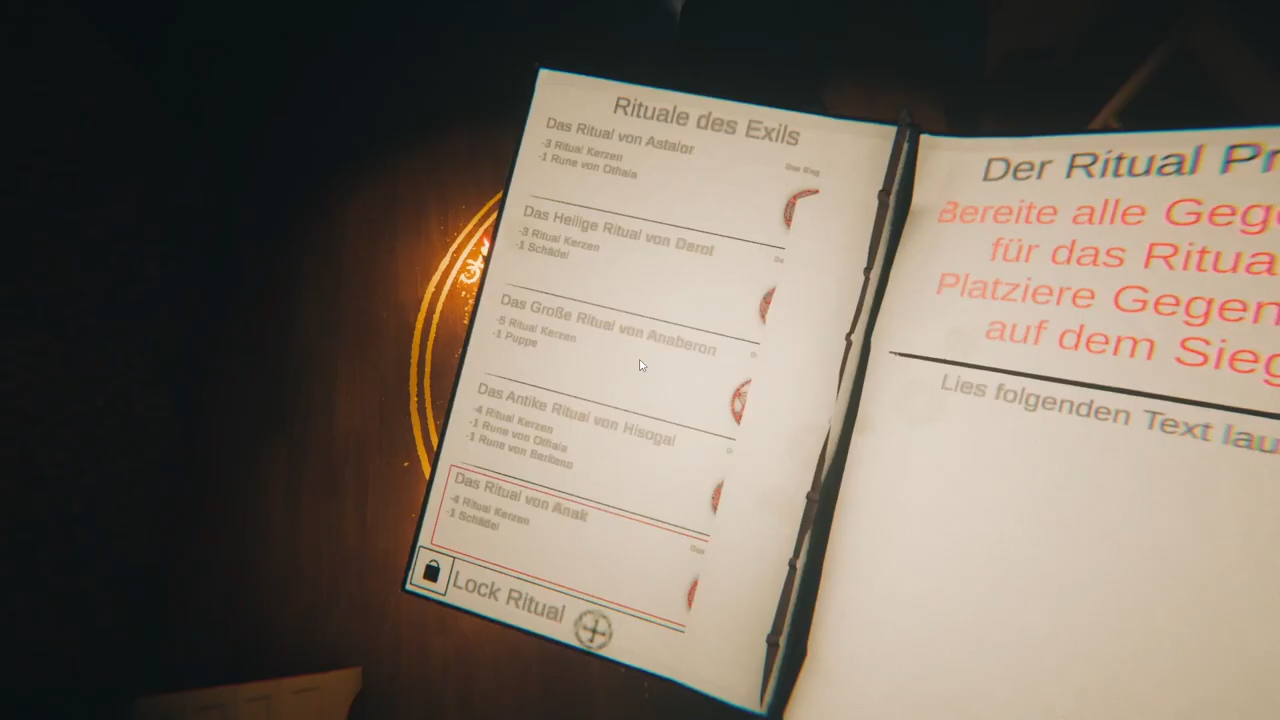 Rituale des Exils
Das Ritual von Astalor
-3 Ritual Kerzen
-1 Rune von Othala
Das Heilige Ritual von Derot
-3 Ritual Kerzen
-1 Schädel
Das Große Ritual von Anaberon
-5 Ritual Kerzen
-1 Puppe
Das Antike Ritual von Hisogal
-4 Ritual Kerzen
-1 Rune von Othala
-1 Rune von Berkano
Das Ritual von Anak
-4 Ritual Kerzen
-1 Schädel
Lock Ritual
Der Ritual Pr
Bereite alle Gege
für das Ritua
Platziere Gegen
auf dem Sieg
Lies folgenden Text lau